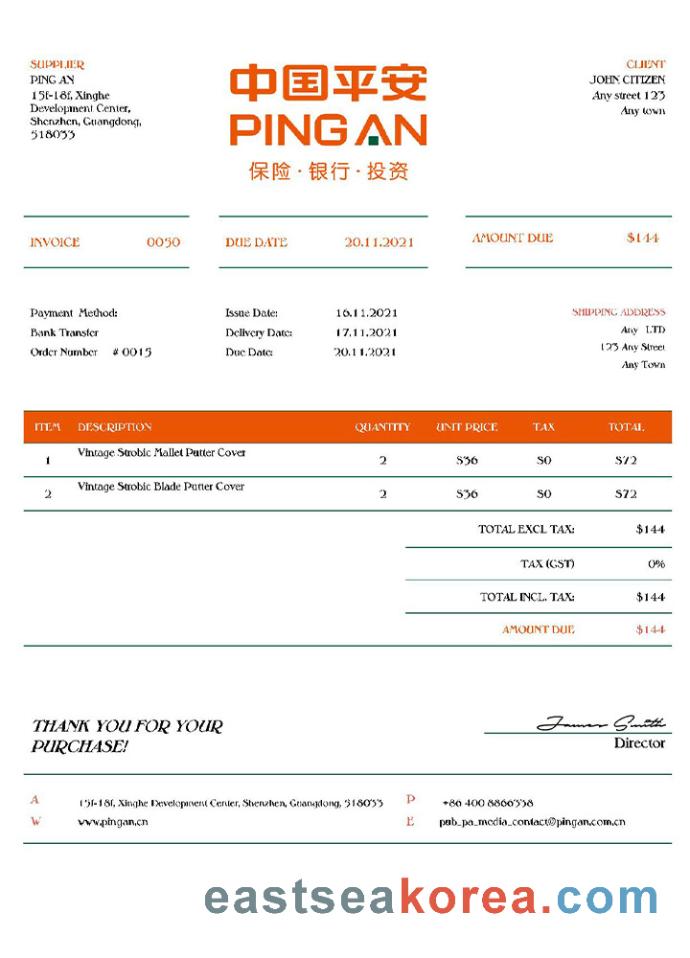 SUPPLIER
PING AN
15f-18f, Xinghe
Development Center,
Shenzhen, Guangdong,
518033
中国平安
PING AN
保险·银行·投资
CLIENT
JOHN CITIZEN
Any street 123
Any town
INVOICE 0050
DUE DATE 20.11.2021
AMOUNT DUE $144
Payment Method:
Bank Transfer
Order Number # 0015
Issue Date: 16.11.2021
Delivery Date: 17.11.2021
Due Date: 20.11.2021
SHIPPING ADDRESS
Any LTD
123 Any Street
Any Town
ITEM DESCRIPTION QUANTITY UNIT PRICE TAX TOTAL
1 Vintage Strobic Mallet Putter Cover 2 $36 $0 $72
2 Vintage Strobic Blade Putter Cover 2 $36 $0 $72
TOTAL EXCL TAX: $144
TAX (GST) 0%
TOTAL INCL. TAX: $144
AMOUNT DUE $144
THANK YOU FOR YOUR
PURCHASE!
James Smith
Director
A 15f-18f, Xinghe Development Center, Shenzhen, Guangdong, 518033
P +86 400 8866338
W www.pingan.cn
E pub_pa_media_contact@pingan.com.cn
eastseakorea.com